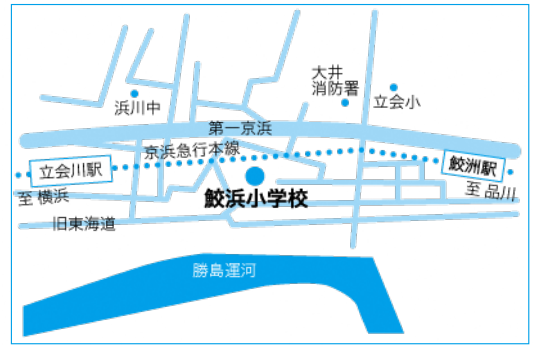 大井
消防署
浜川中
立会小
第一京浜
京浜急行本線
立会川駅
鮫洲駅
至 横浜
至 品川
鮫浜小学校
旧東海道
勝島運河